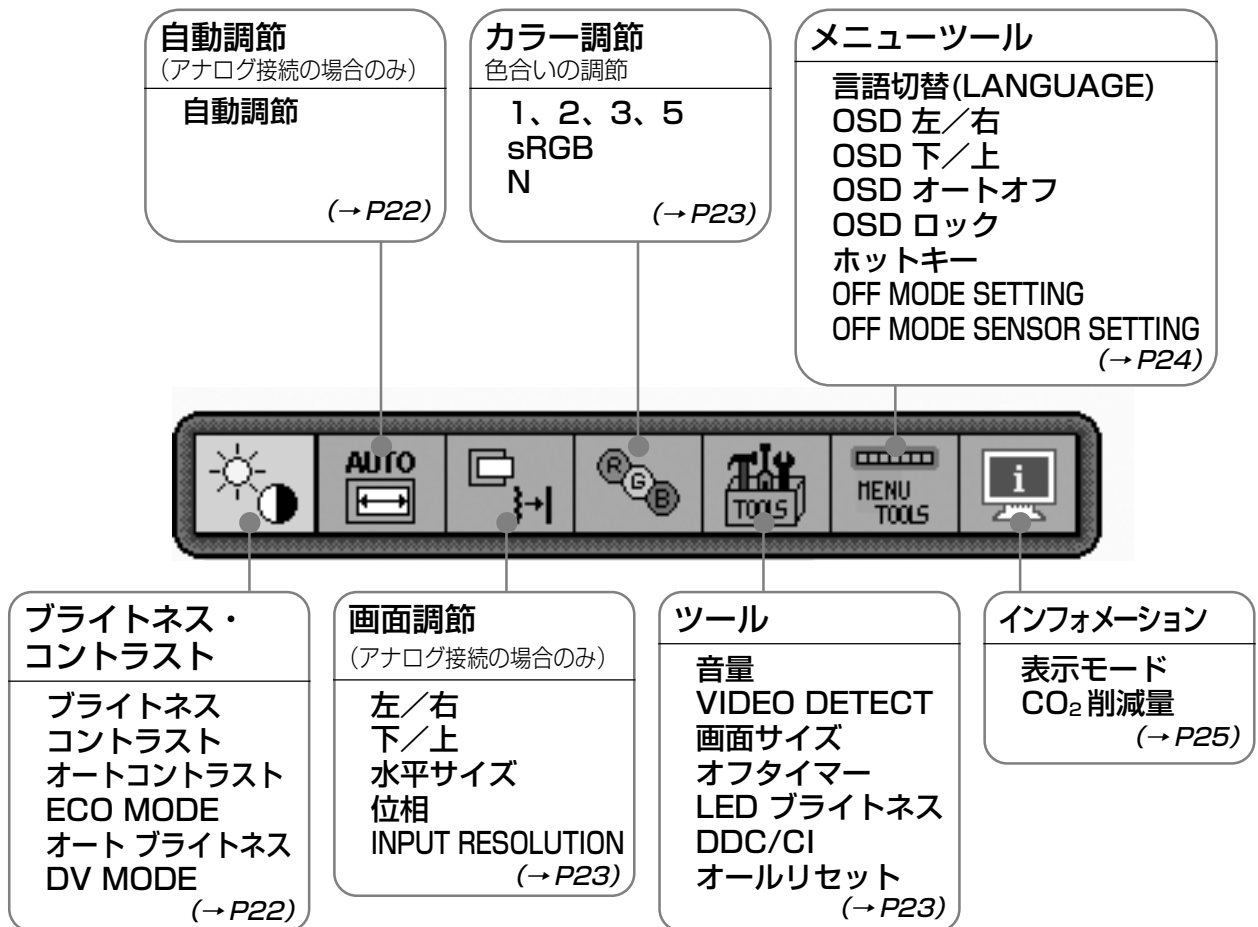 自動調節
(アナログ接続の場合のみ)
自動調節
(→P22)
カラー調節
色合いの調節
1、2、3、5
sRGB
N
(→P23)
メニューツール
言語切替(LANGUAGE)
OSD 左／右
OSD 下／上
OSD オートオフ
OSD ロック
ホットキー
OFF MODE SETTING
OFF MODE SENSOR SETTING
(→P24)
AUTO
R
G
B
TOOLS
MENU
TOOLS
i
ブライトネス・
コントラスト
ブライトネス
コントラスト
オートコントラスト
ECO MODE
オート ブライトネス
DV MODE
(→P22)
画面調節
(アナログ接続の場合のみ)
左／右
下／上
水平サイズ
位相
INPUT RESOLUTION
(→P23)
ツール
音量
VIDEO DETECT
画面サイズ
オフタイマー
LED ブライトネス
DDC/CI
オールリセット
(→P23)
インフォメーション
表示モード
CO₂削減量
(→P25)